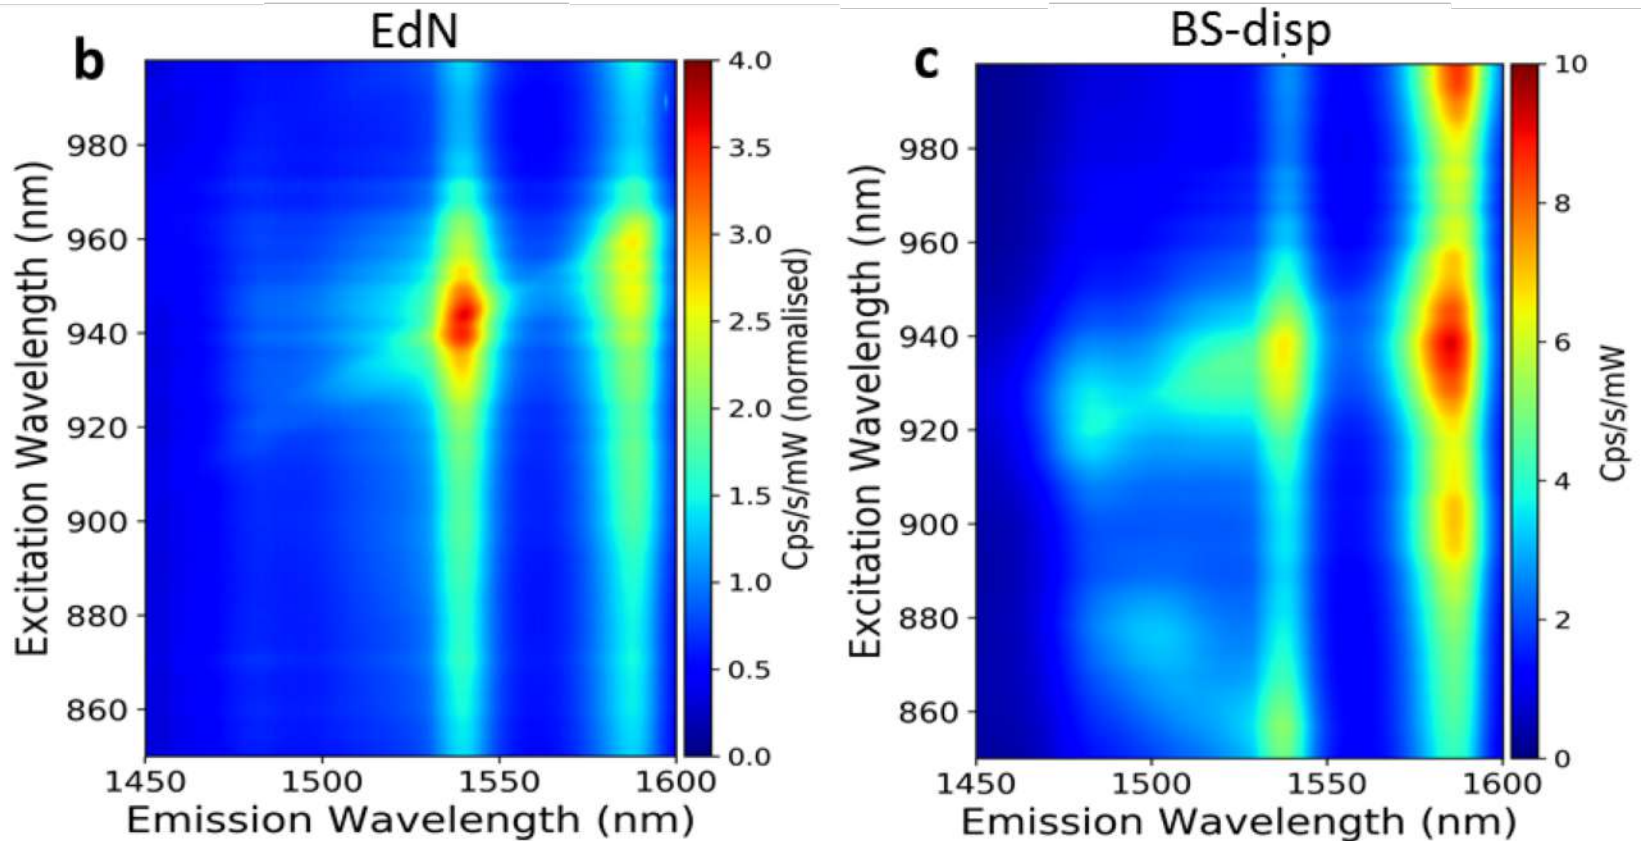 b
EdN
4.0
3.5
3.0
2.5
2.0
1.5
1.0
0.5
0.0
Cps/s/mW (normalised)
980
960
940
920
900
880
860
Excitation Wavelength (nm)
1450 1500 1550 1600
Emission Wavelength (nm)
c
BS-disp
10
8
6
4
2
0
Cps/s/mW
980
960
940
920
900
880
860
Excitation Wavelength (nm)
1450 1500 1550 1600
Emission Wavelength (nm)